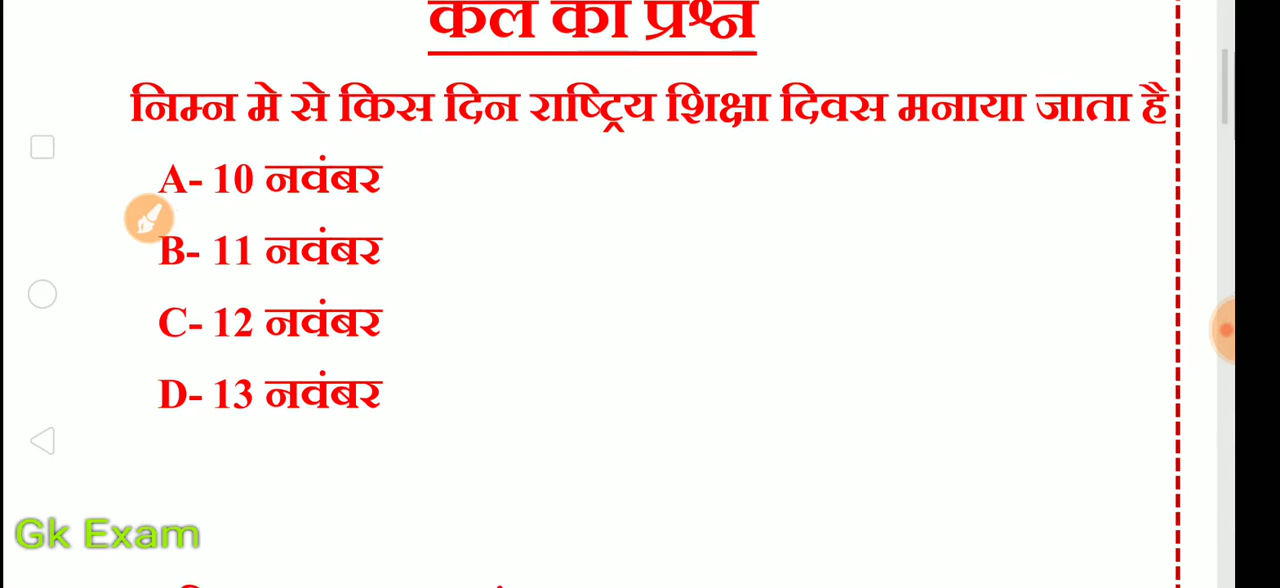 कल का प्रश्न
निम्न मे से किस दिन राष्ट्रिय शिक्षा दिवस मनाया जाता है
A- 10 नवंबर
B- 11 नवंबर
C- 12 नवंबर
D- 13 नवंबर
Gk Exam